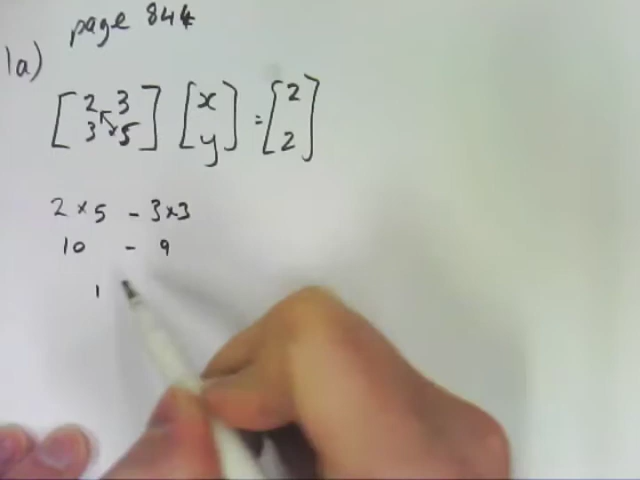 page 844
1a)
[2 3
3 5] [x
y] = [2
2]
2 × 5 - 3×3
10 - 9
1